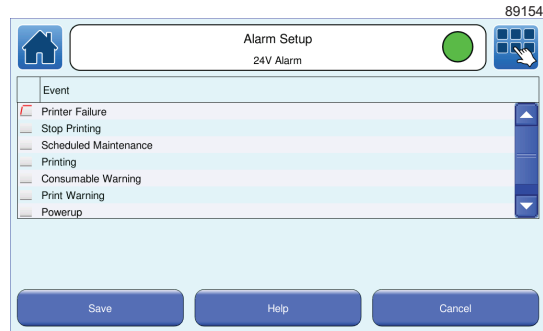 89154
Alarm Setup
24V Alarm
Event
Printer Failure
Stop Printing
Scheduled Maintenance
Printing
Consumable Warning
Print Warning
Powerup
Save Help Cancel